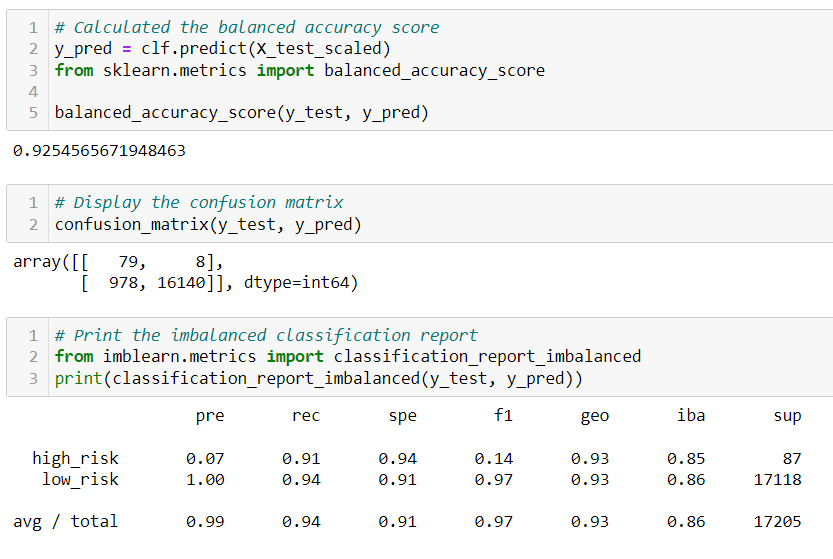 1 # Calculated the balanced accuracy score
2 y_pred = clf.predict(X_test_scaled)
3 from sklearn.metrics import balanced_accuracy_score
4
5 balanced_accuracy_score(y_test, y_pred)
0.9254565671948463
1 # Display the confusion matrix
2 confusion_matrix(y_test, y_pred)
array([[   79,     8],
       [  978, 16140]], dtype=int64)
1 # Print the imbalanced classification report
2 from imblearn.metrics import classification_report_imbalanced
3 print(classification_report_imbalanced(y_test, y_pred))
pre rec spe f1 geo iba sup
high_risk 0.07 0.91 0.94 0.14 0.93 0.85 87
low_risk 1.00 0.94 0.91 0.97 0.93 0.86 17118
avg / total 0.99 0.94 0.91 0.97 0.93 0.86 17205